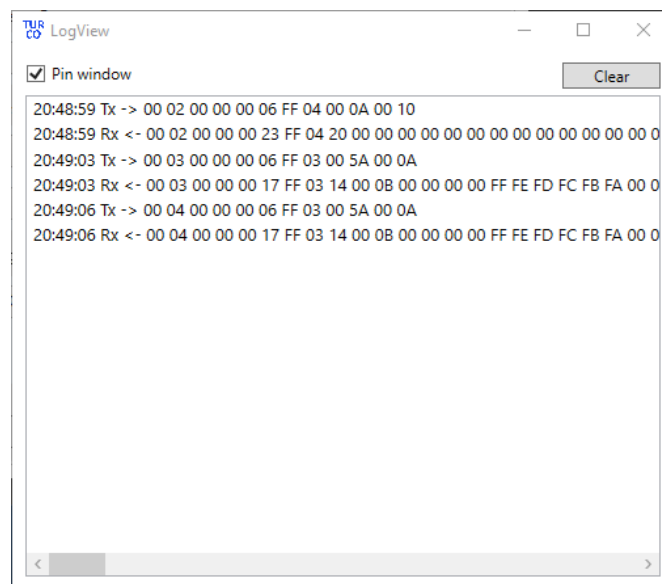 TUR
CO
LogView
Pin window
Clear
20:48:59 Tx -> 00 02 00 00 00 06 FF 04 00 0A 00 10
20:48:59 Rx <- 00 02 00 00 00 23 FF 04 20 00 00 00 00 00 00 00 00 00 00 00 00 0
20:49:03 Tx -> 00 03 00 00 00 06 FF 03 00 5A 00 0A
20:49:03 Rx <- 00 03 00 00 00 17 FF 03 14 00 0B 00 00 00 00 FF FE FD FC FB FA 00 0
20:49:06 Tx -> 00 04 00 00 00 06 FF 03 00 5A 00 0A
20:49:06 Rx <- 00 04 00 00 00 17 FF 03 14 00 0B 00 00 00 00 FF FE FD FC FB FA 00 0